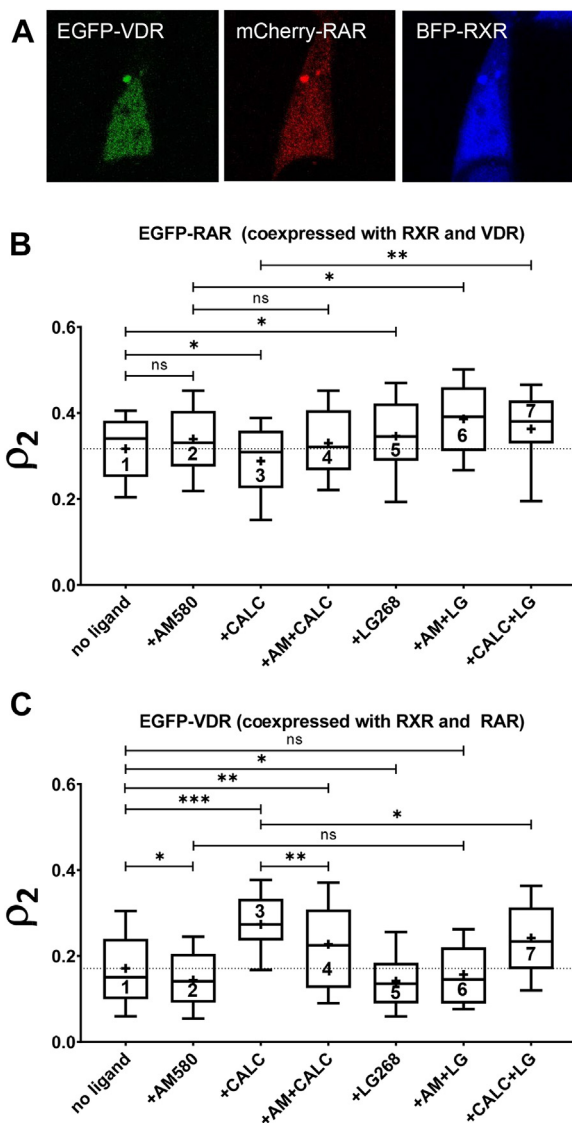 A
EGFP-VDR
mCherry-RAR
BFP-RXR
B
EGFP-RAR (coexpressed with RXR and VDR)
**
*
ns
*
*
ns
0.6
0.4
0.2
0.0
ρ2
1
2
3
4
5
6
7
no ligand
+AM580
+CALC
+AM+CALC
+LG268
+AM+LG
+CALC+LG
C
EGFP-VDR (coexpressed with RXR and RAR)
ns
*
**
***
*
ns
*
**
0.6
0.4
0.2
0.0
ρ2
1
2
3
4
5
6
7
no ligand
+AM580
+CALC
+AM+CALC
+LG268
+AM+LG
+CALC+LG